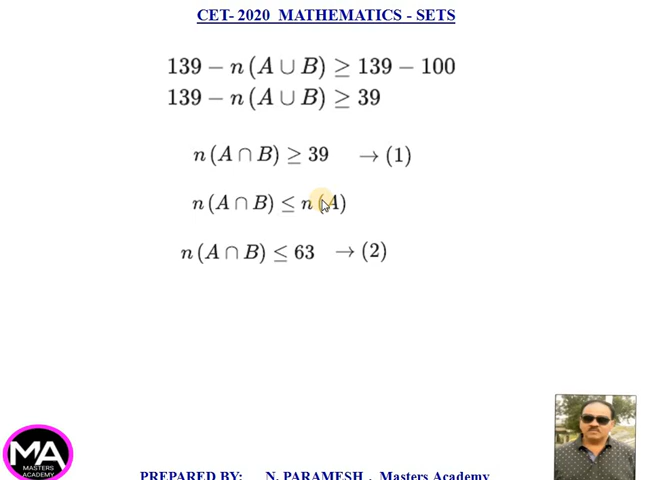 CET- 2020 MATHEMATICS - SETS
139 − n (A ∪ B) ≥ 139 − 100
139 − n (A ∪ B) ≥ 39
n (A ∩ B) ≥ 39 → (1)
n (A ∩ B) ≤ n (A)
n (A ∩ B) ≤ 63 → (2)
MA
MASTERS
ACADEMY
PREPARED BY: N. PARAMESH , Masters Academy